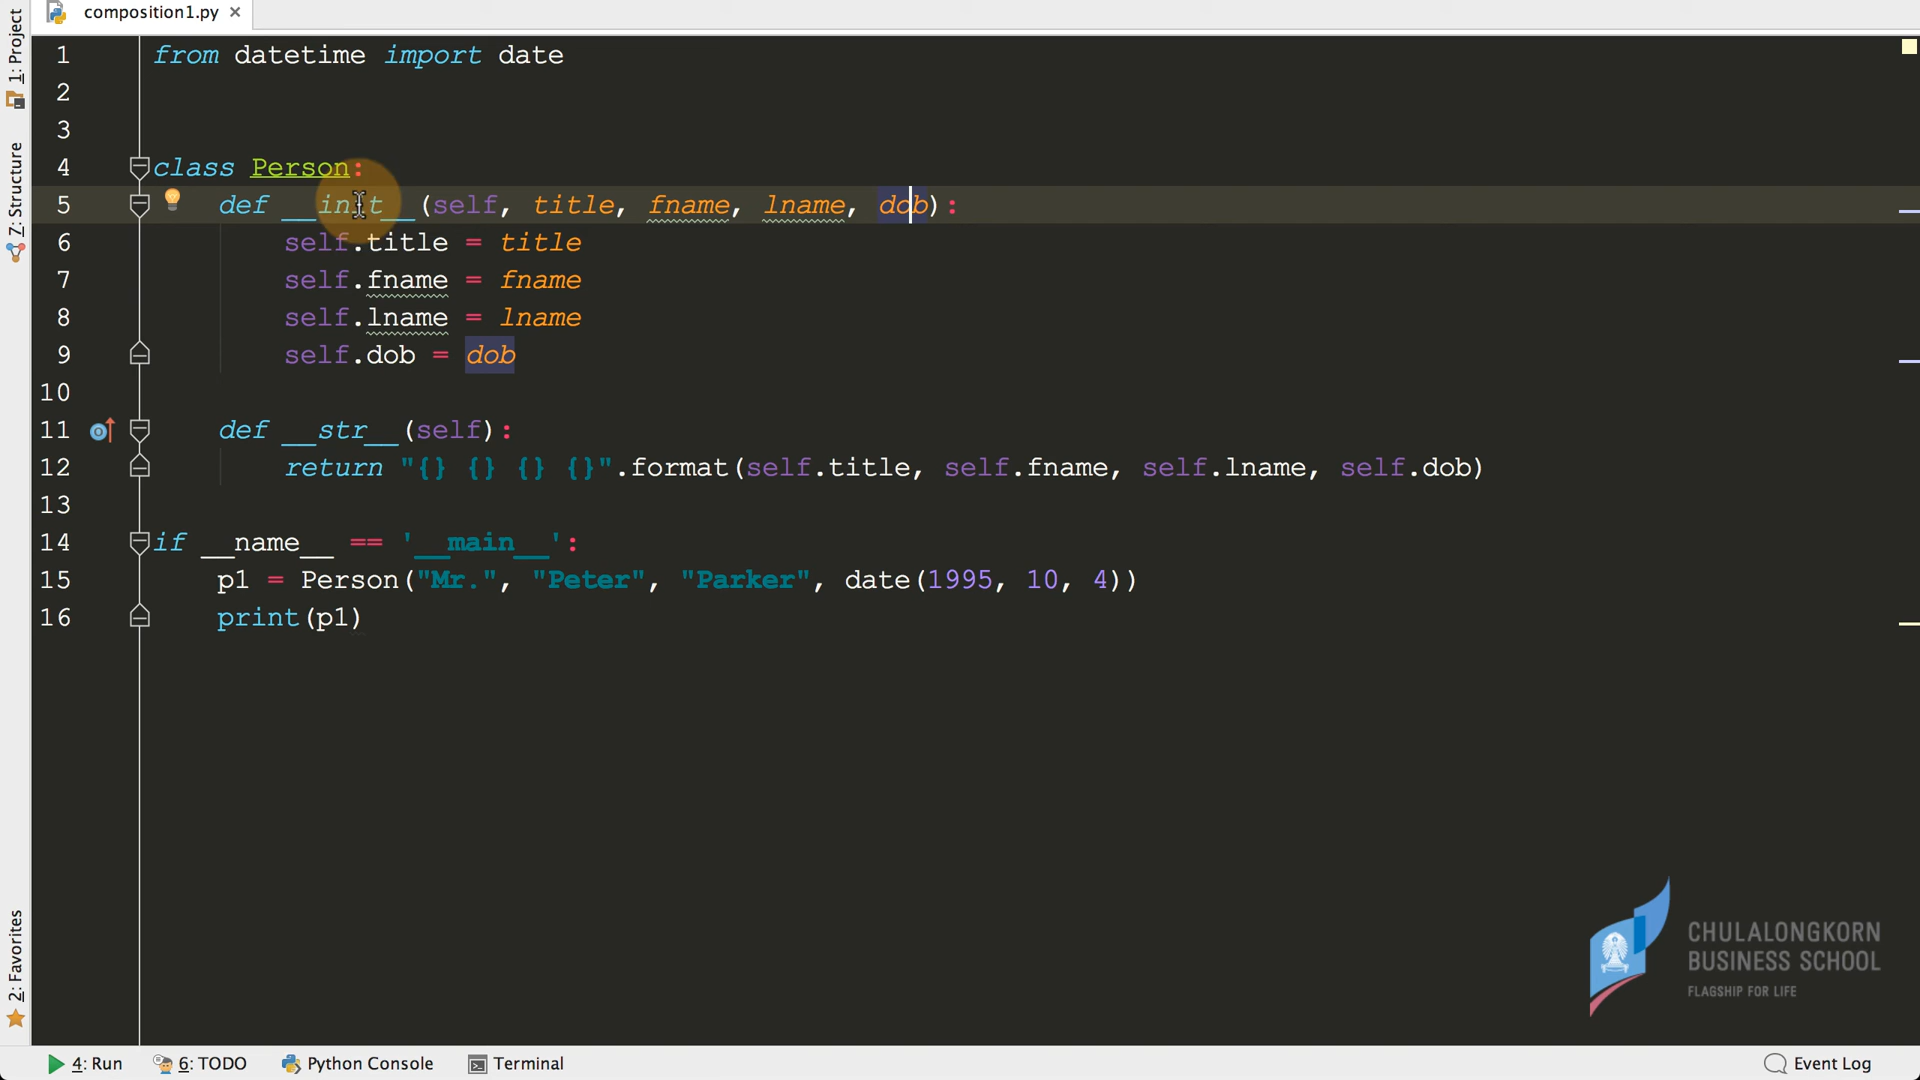 composition1.py
1: Project
7: Structure
2: Favorites
1 from datetime import date
2
3
4 class Person:
5 def __init__(self, title, fname, lname, dob):
6 self.title = title
7 self.fname = fname
8 self.lname = lname
9 self.dob = dob
10
11 def __str__(self):
12 return "{} {} {} {}".format(self.title, self.fname, self.lname, self.dob)
13
14 if __name__ == '__main__':
15 p1 = Person("Mr.", "Peter", "Parker", date(1995, 10, 4))
16 print(p1)
CHULALONGKORN
BUSINESS SCHOOL
FLAGSHIP FOR LIFE
4: Run 6: TODO Python Console Terminal Event Log